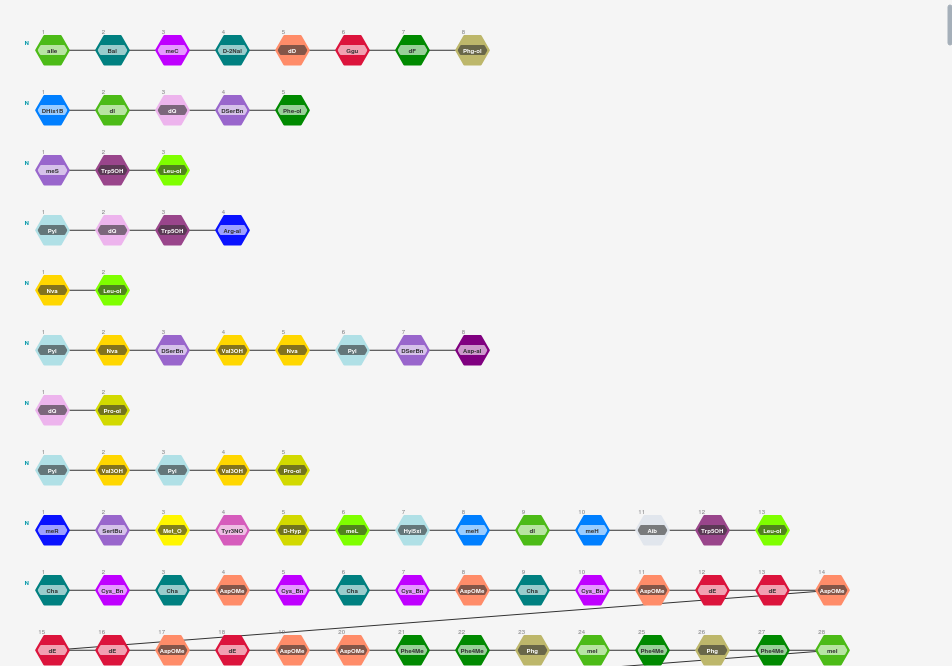 1 2 3 4 5 6 7 8
N aIle Bal meC D-2Nal dD Ggu dF Phg-ol
1 2 3 4 5
N DHis1B dI dQ DSerBn Phe-ol
1 2 3
N meS Trp5OH Leu-ol
1 2 3 4
N Pyl dQ Trp5OH Arg-al
1 2
N Nva Leu-ol
1 2 3 4 5 6 7 8
N Pyl Nva DSerBn Val3OH Nva Pyl DSerBn Asp-al
1 2
N dQ Pro-ol
1 2 3 4 5
N Pyl Val3OH Pyl Val3OH Pro-ol
1 2 3 4 5 6 7 8 9 10 11 12 13
N meR SertBu Met_O Tyr3NO D-Hyp meL Hyl5xl meH dI meH Aib Trp5OH Leu-ol
1 2 3 4 5 6 7 8 9 10 11 12 13 14
N Cha Cys_Bn Cha AspOMe Cys_Bn Cha Cys_Bn AspOMe Cha Cys_Bn AspOMe dE dE AspOMe
15 16 17 18 19 20 21 22 23 24 25 26 27 28
dE dE AspOMe dE AspOMe AspOMe Phe4Me Phe4Me Phg meI Phe4Me Phg Phe4Me meI